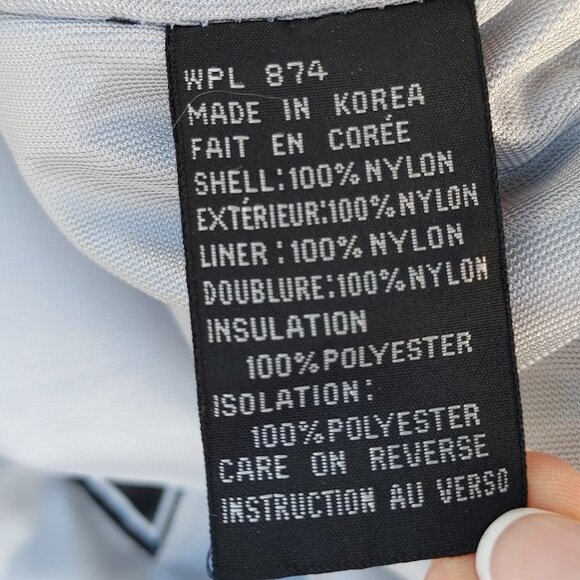 WPL 874
MADE IN KOREA
FAIT EN CORÉE
SHELL:100%NYLON
EXTÉRIEUR:100%NYLON
LINER:100%NYLON
DOUBLURE:100%NYLON
INSULATION
100%POLYESTER
ISOLATION:
100%POLYESTER
CARE ON REVERSE
INSTRUCTION AU VERSO